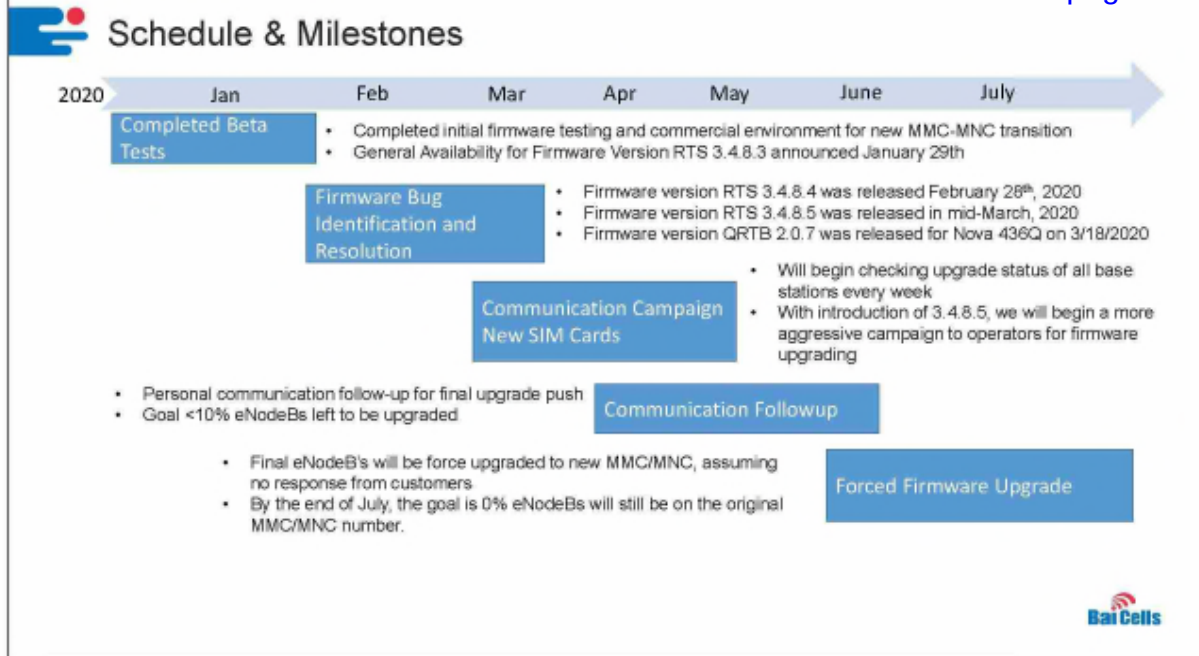 pag
Schedule & Milestones
2020 Jan Feb Mar Apr May June July
Completed Beta
Tests
• Completed initial firmware testing and commercial environment for new MMC-MNC transition
• General Availability for Firmware Version RTS 3.4.8.3 announced January 29th
Firmware Bug
Identification and
Resolution
• Firmware version RTS 3.4.8.4 was released February 28th, 2020
• Firmware version RTS 3.4.8.5 was released in mid-March, 2020
• Firmware version QRTB 2.0.7 was released for Nova 436Q on 3/18/2020
Communication Campaign
New SIM Cards
• Will begin checking upgrade status of all base
stations every week
• With introduction of 3.4.8.5, we will begin a more
aggressive campaign to operators for firmware
upgrading
• Personal communication follow-up for final upgrade push
• Goal <10% eNodeBs left to be upgraded
Communication Followup
• Final eNodeB's will be force upgraded to new MMC/MNC, assuming
no response from customers
• By the end of July, the goal is 0% eNodeBs will still be on the original
MMC/MNC number.
Forced Firmware Upgrade
BaiCells